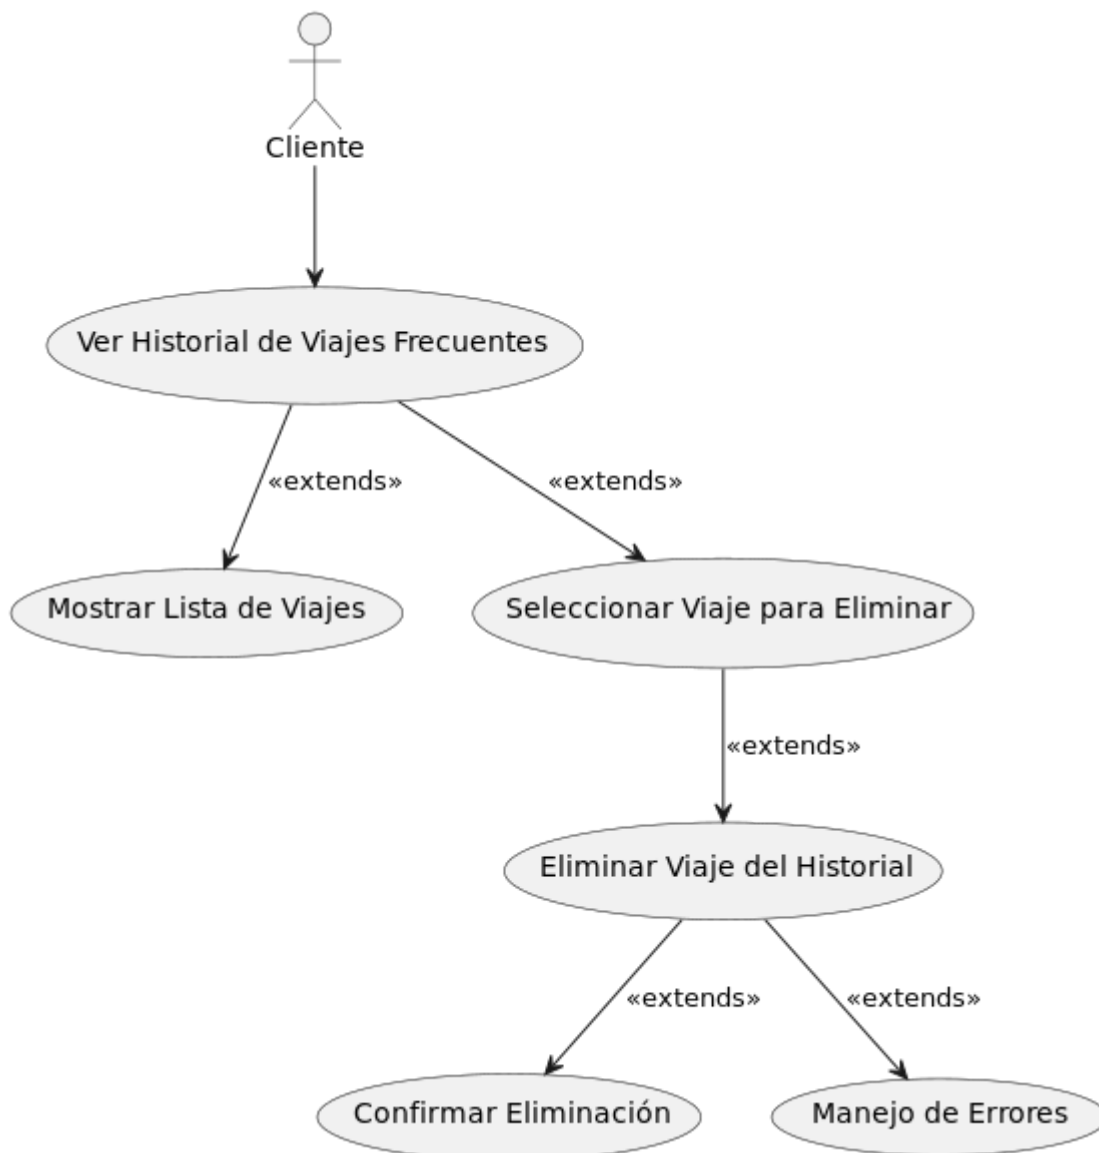 Cliente
Ver Historial de Viajes Frecuentes
«extends»
«extends»
Mostrar Lista de Viajes
Seleccionar Viaje para Eliminar
«extends»
Eliminar Viaje del Historial
«extends»
«extends»
Confirmar Eliminación
Manejo de Errores